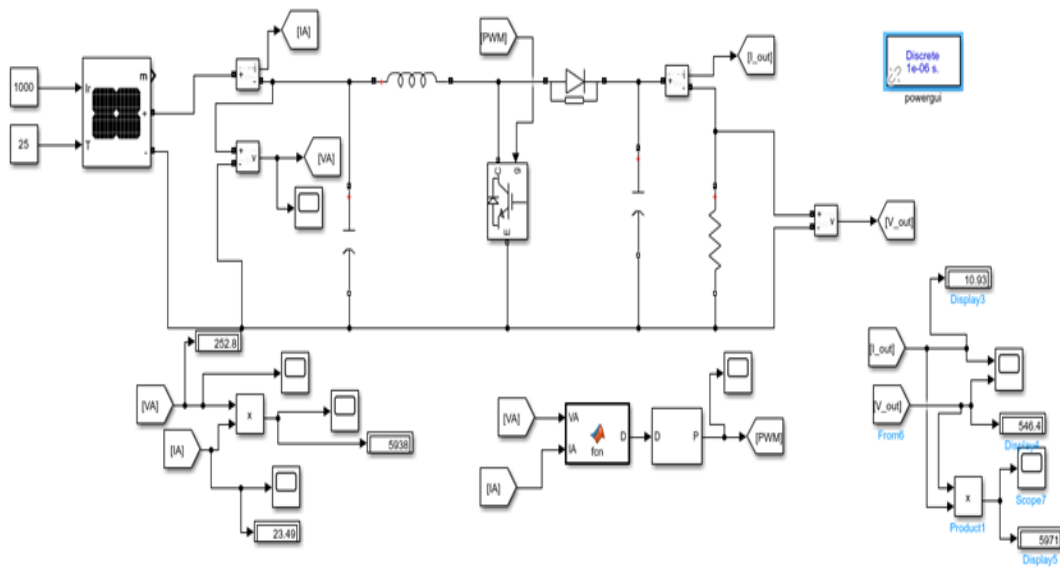 [IA]
[PWM]
[I_out]
Discrete
1e-06 s.
powergui
1000
Ir
m
+
25
T
-
+
-
i
+
-
v
[VA]
C
g
E
+
-
i
+
-
v
[V_out]
10.93
Display3
252.8
[I_out]
[VA]
x
[VA]
VA
IA
fcn
D
D
P
[PWM]
[V_out]
From6
546.4
[IA]
5938
[IA]
Scope7
x
Product1
23.49
5971
Display5